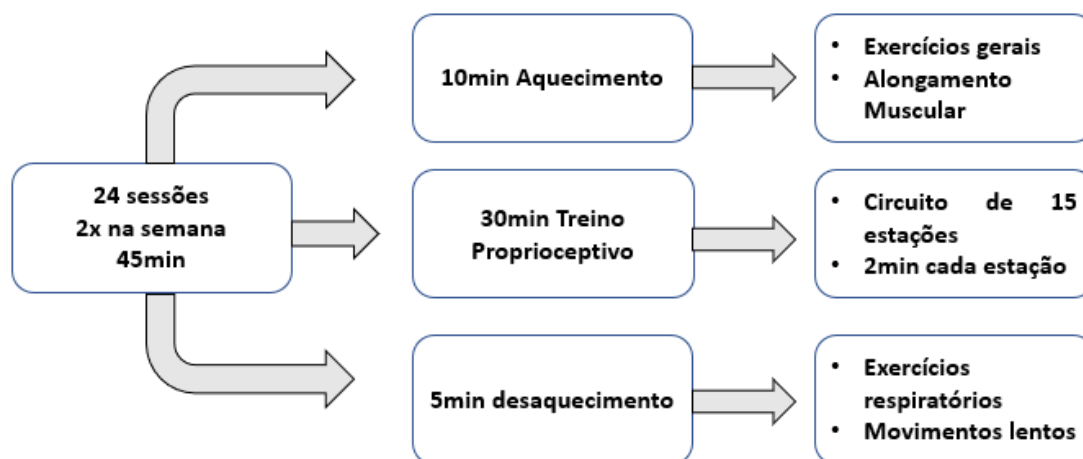 24 sessões
2x na semana
45min
10min Aquecimento
• Exercícios gerais
• Alongamento
Muscular
30min Treino
Proprioceptivo
• Circuito de 15
estações
• 2min cada estação
5min desaquecimento
• Exercícios
respiratórios
• Movimentos lentos